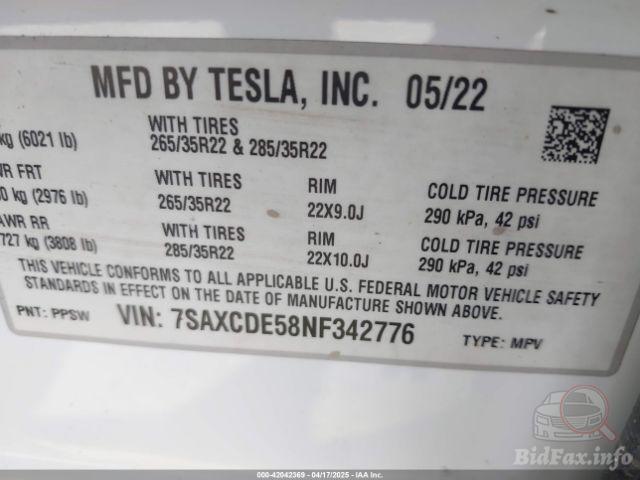 MFD BY TESLA, INC. 05/22
kg (6021 lb) WITH TIRES
265/35R22 & 285/35R22
WR FRT WITH TIRES RIM COLD TIRE PRESSURE
0 kg (2976 lb) 265/35R22 22X9.0J 290 kPa, 42 psi
AWR RR WITH TIRES RIM COLD TIRE PRESSURE
727 kg (3808 lb) 285/35R22 22X10.0J 290 kPa, 42 psi
THIS VEHICLE CONFORMS TO ALL APPLICABLE U.S. FEDERAL MOTOR VEHICLE SAFETY
STANDARDS IN EFFECT ON THE DATE OF MANUFACTURE SHOWN ABOVE.
PNT: PPSW VIN: 7SAXCDE58NF342776 TYPE: MPV
BidFax.info
000-42042369 - 04/17/2025 - IAA Inc.